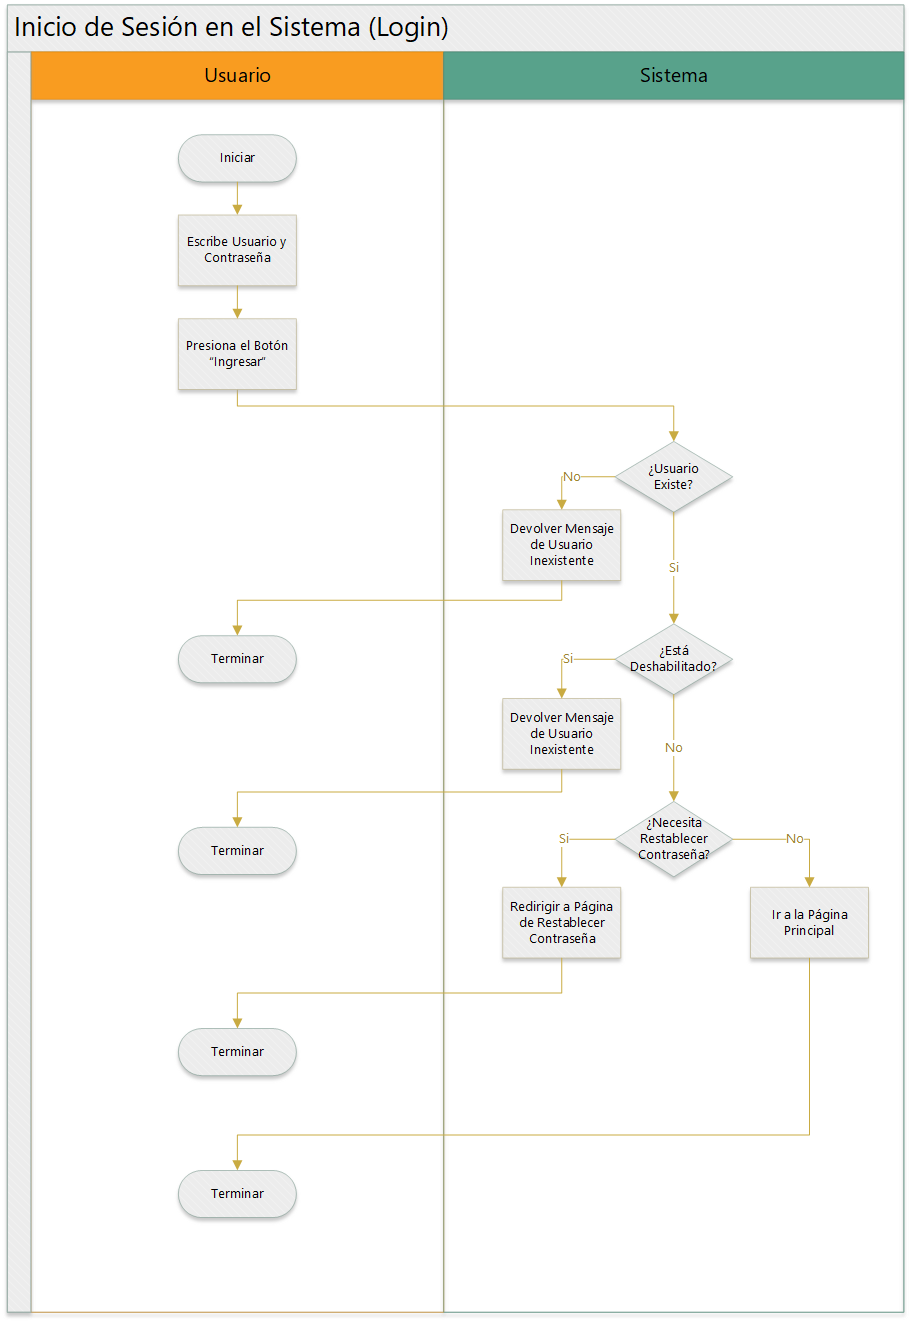 Inicio de Sesión en el Sistema (Login)
Usuario
Sistema
Iniciar
Escribe Usuario y
Contraseña
Presiona el Botón
“Ingresar”
¿Usuario
Existe?
No
Devolver Mensaje
de Usuario
Inexistente
Si
Terminar
¿Está
Deshabilitado?
Si
Devolver Mensaje
de Usuario
Inexistente
No
Terminar
¿Necesita
Restablecer
Contraseña?
Si
No
Redirigir a Página
de Restablecer
Contraseña
Ir a la Página
Principal
Terminar
Terminar